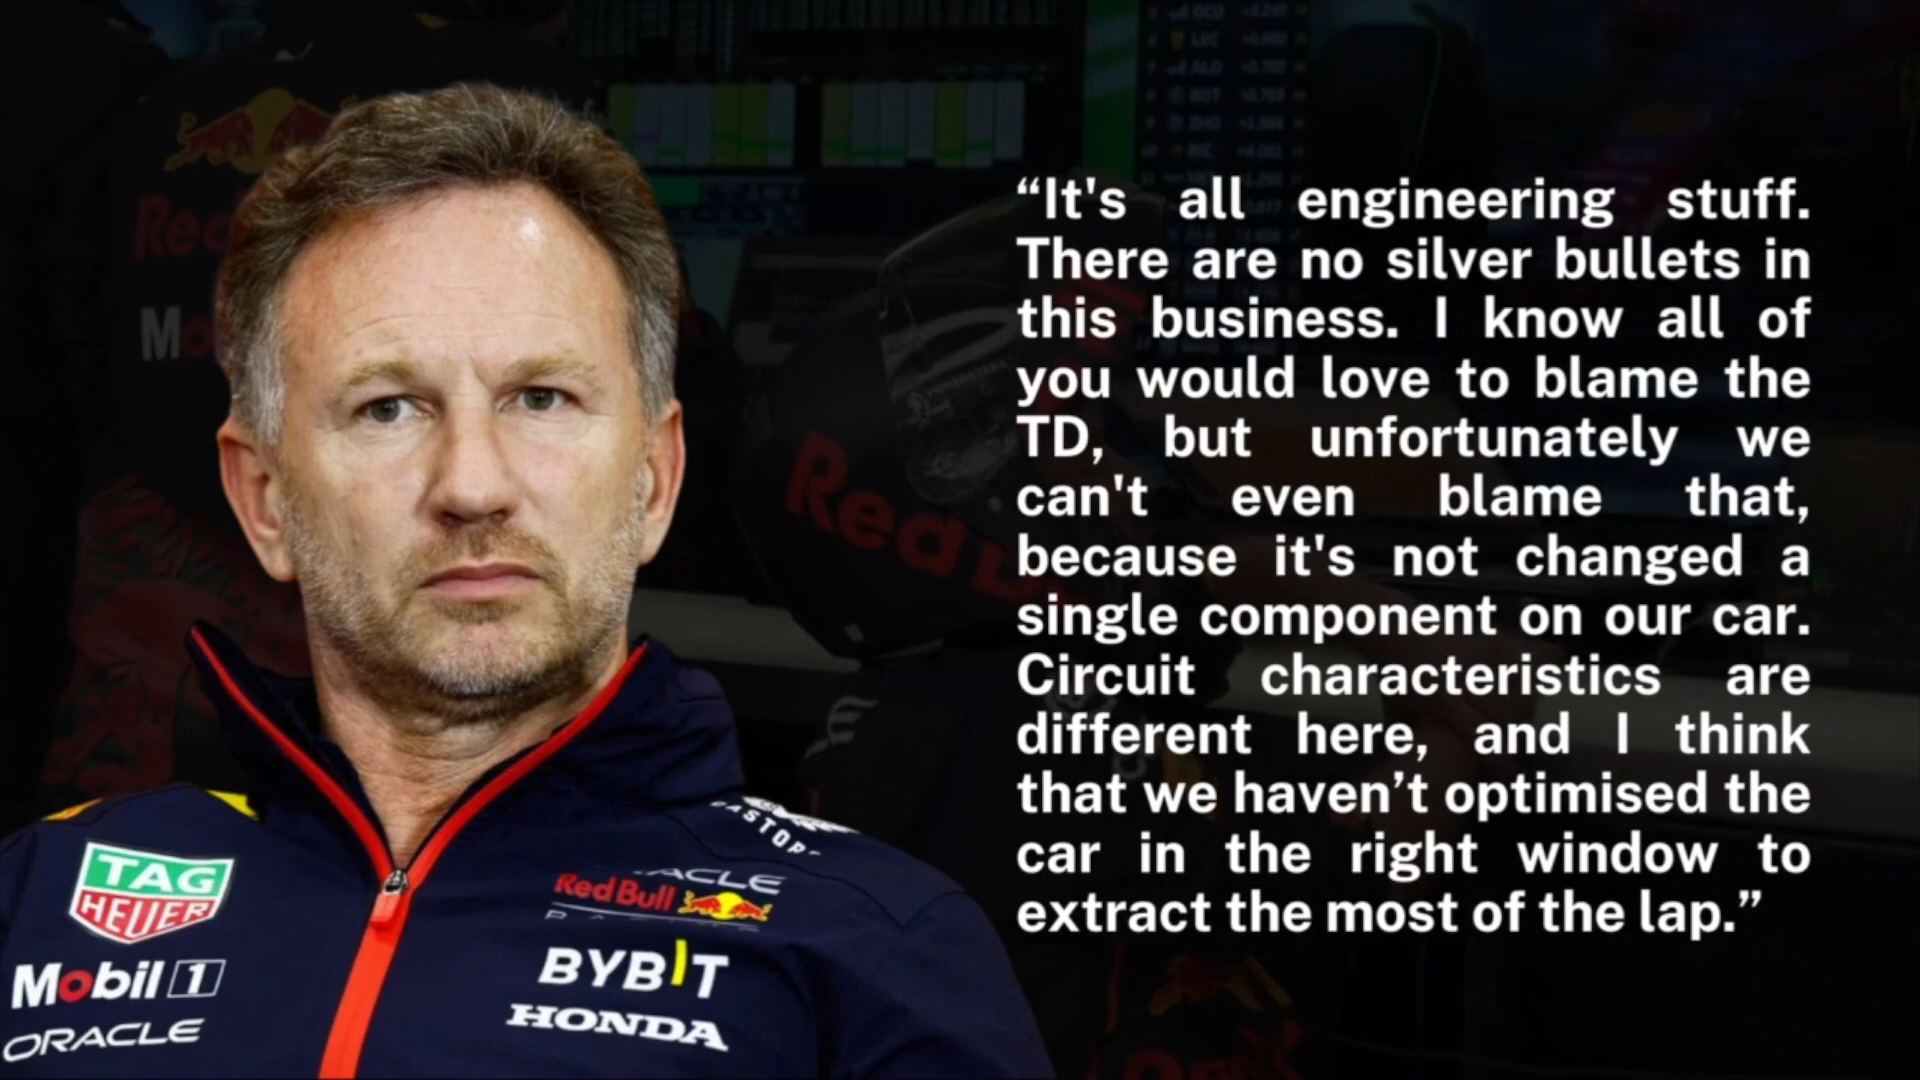 “It's all engineering stuff.
There are no silver bullets in
this business. I know all of
you would love to blame the
TD, but unfortunately we
can't even blame that,
because it's not changed a
single component on our car.
Circuit characteristics are
different here, and I think
that we haven’t optimised the
car in the right window to
extract the most of the lap.”
TAG
HEUER
Mobil 1
ORACLE
Red Bull
BYBIT
HONDA